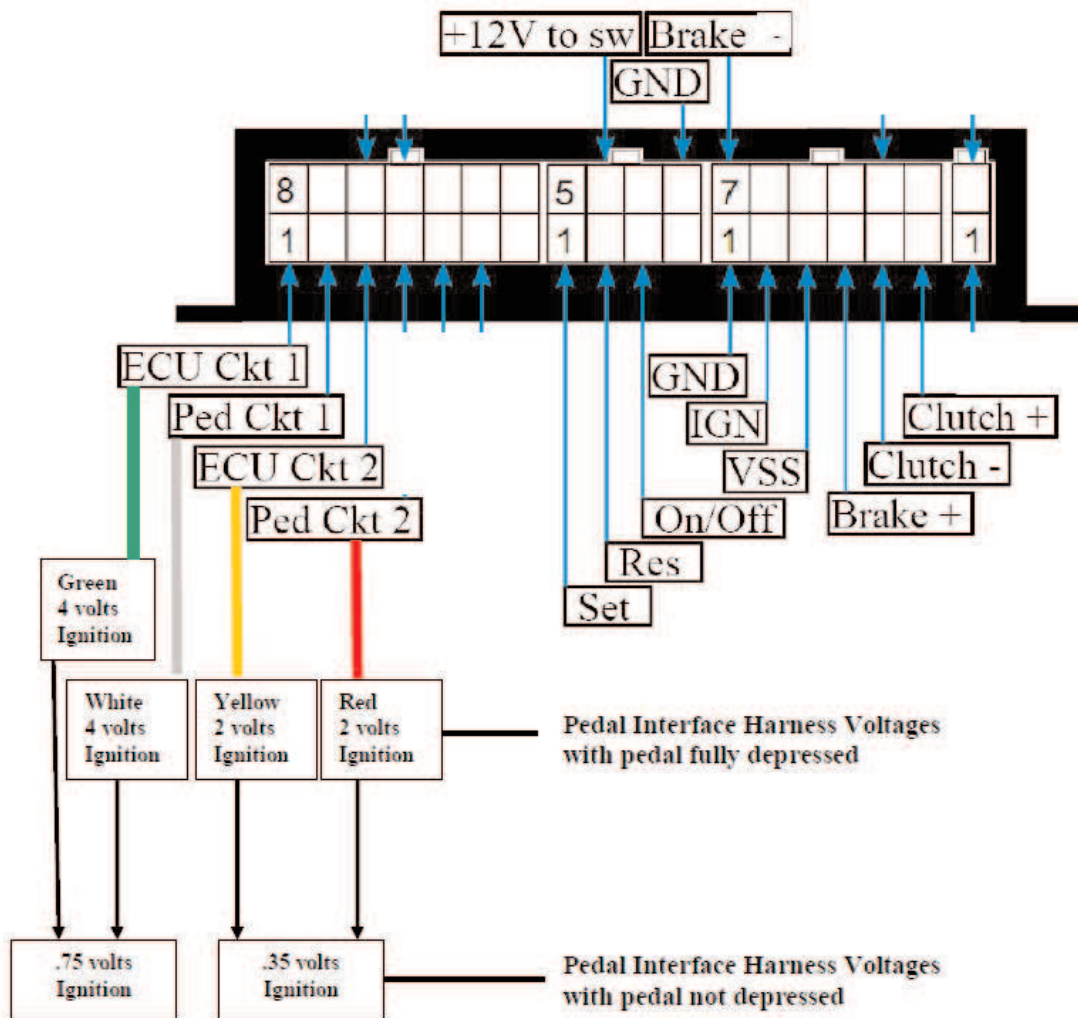 +12V to sw
Brake -
GND
8
5
7
1
1
1
1
ECU Ckt 1
Ped Ckt 1
ECU Ckt 2
Ped Ckt 2
GND
IGN
VSS
On/Off
Res
Set
Clutch +
Clutch -
Brake +
Green
4 volts
Ignition
White
4 volts
Ignition
Yellow
2 volts
Ignition
Red
2 volts
Ignition
Pedal Interface Harness Voltages
with pedal fully depressed
.75 volts
Ignition
.35 volts
Ignition
Pedal Interface Harness Voltages
with pedal not depressed